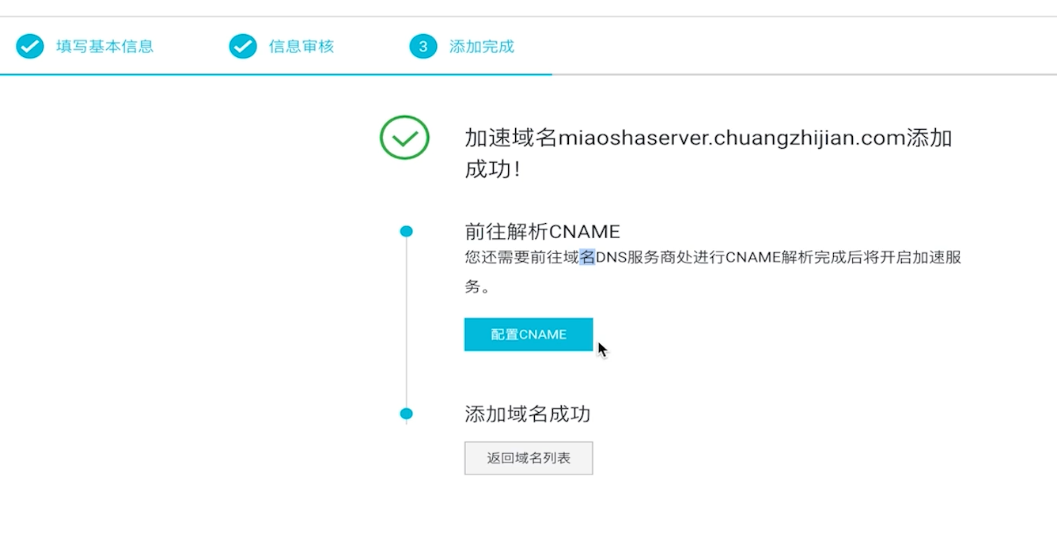 填写基本信息
信息审核
3 添加完成
加速域名miaoshaserver.chuangzhijian.com添加
成功！
前往解析CNAME
您还需要前往域名DNS服务商处进行CNAME解析完成后将开启加速服
务。
配置CNAME
添加域名成功
返回域名列表